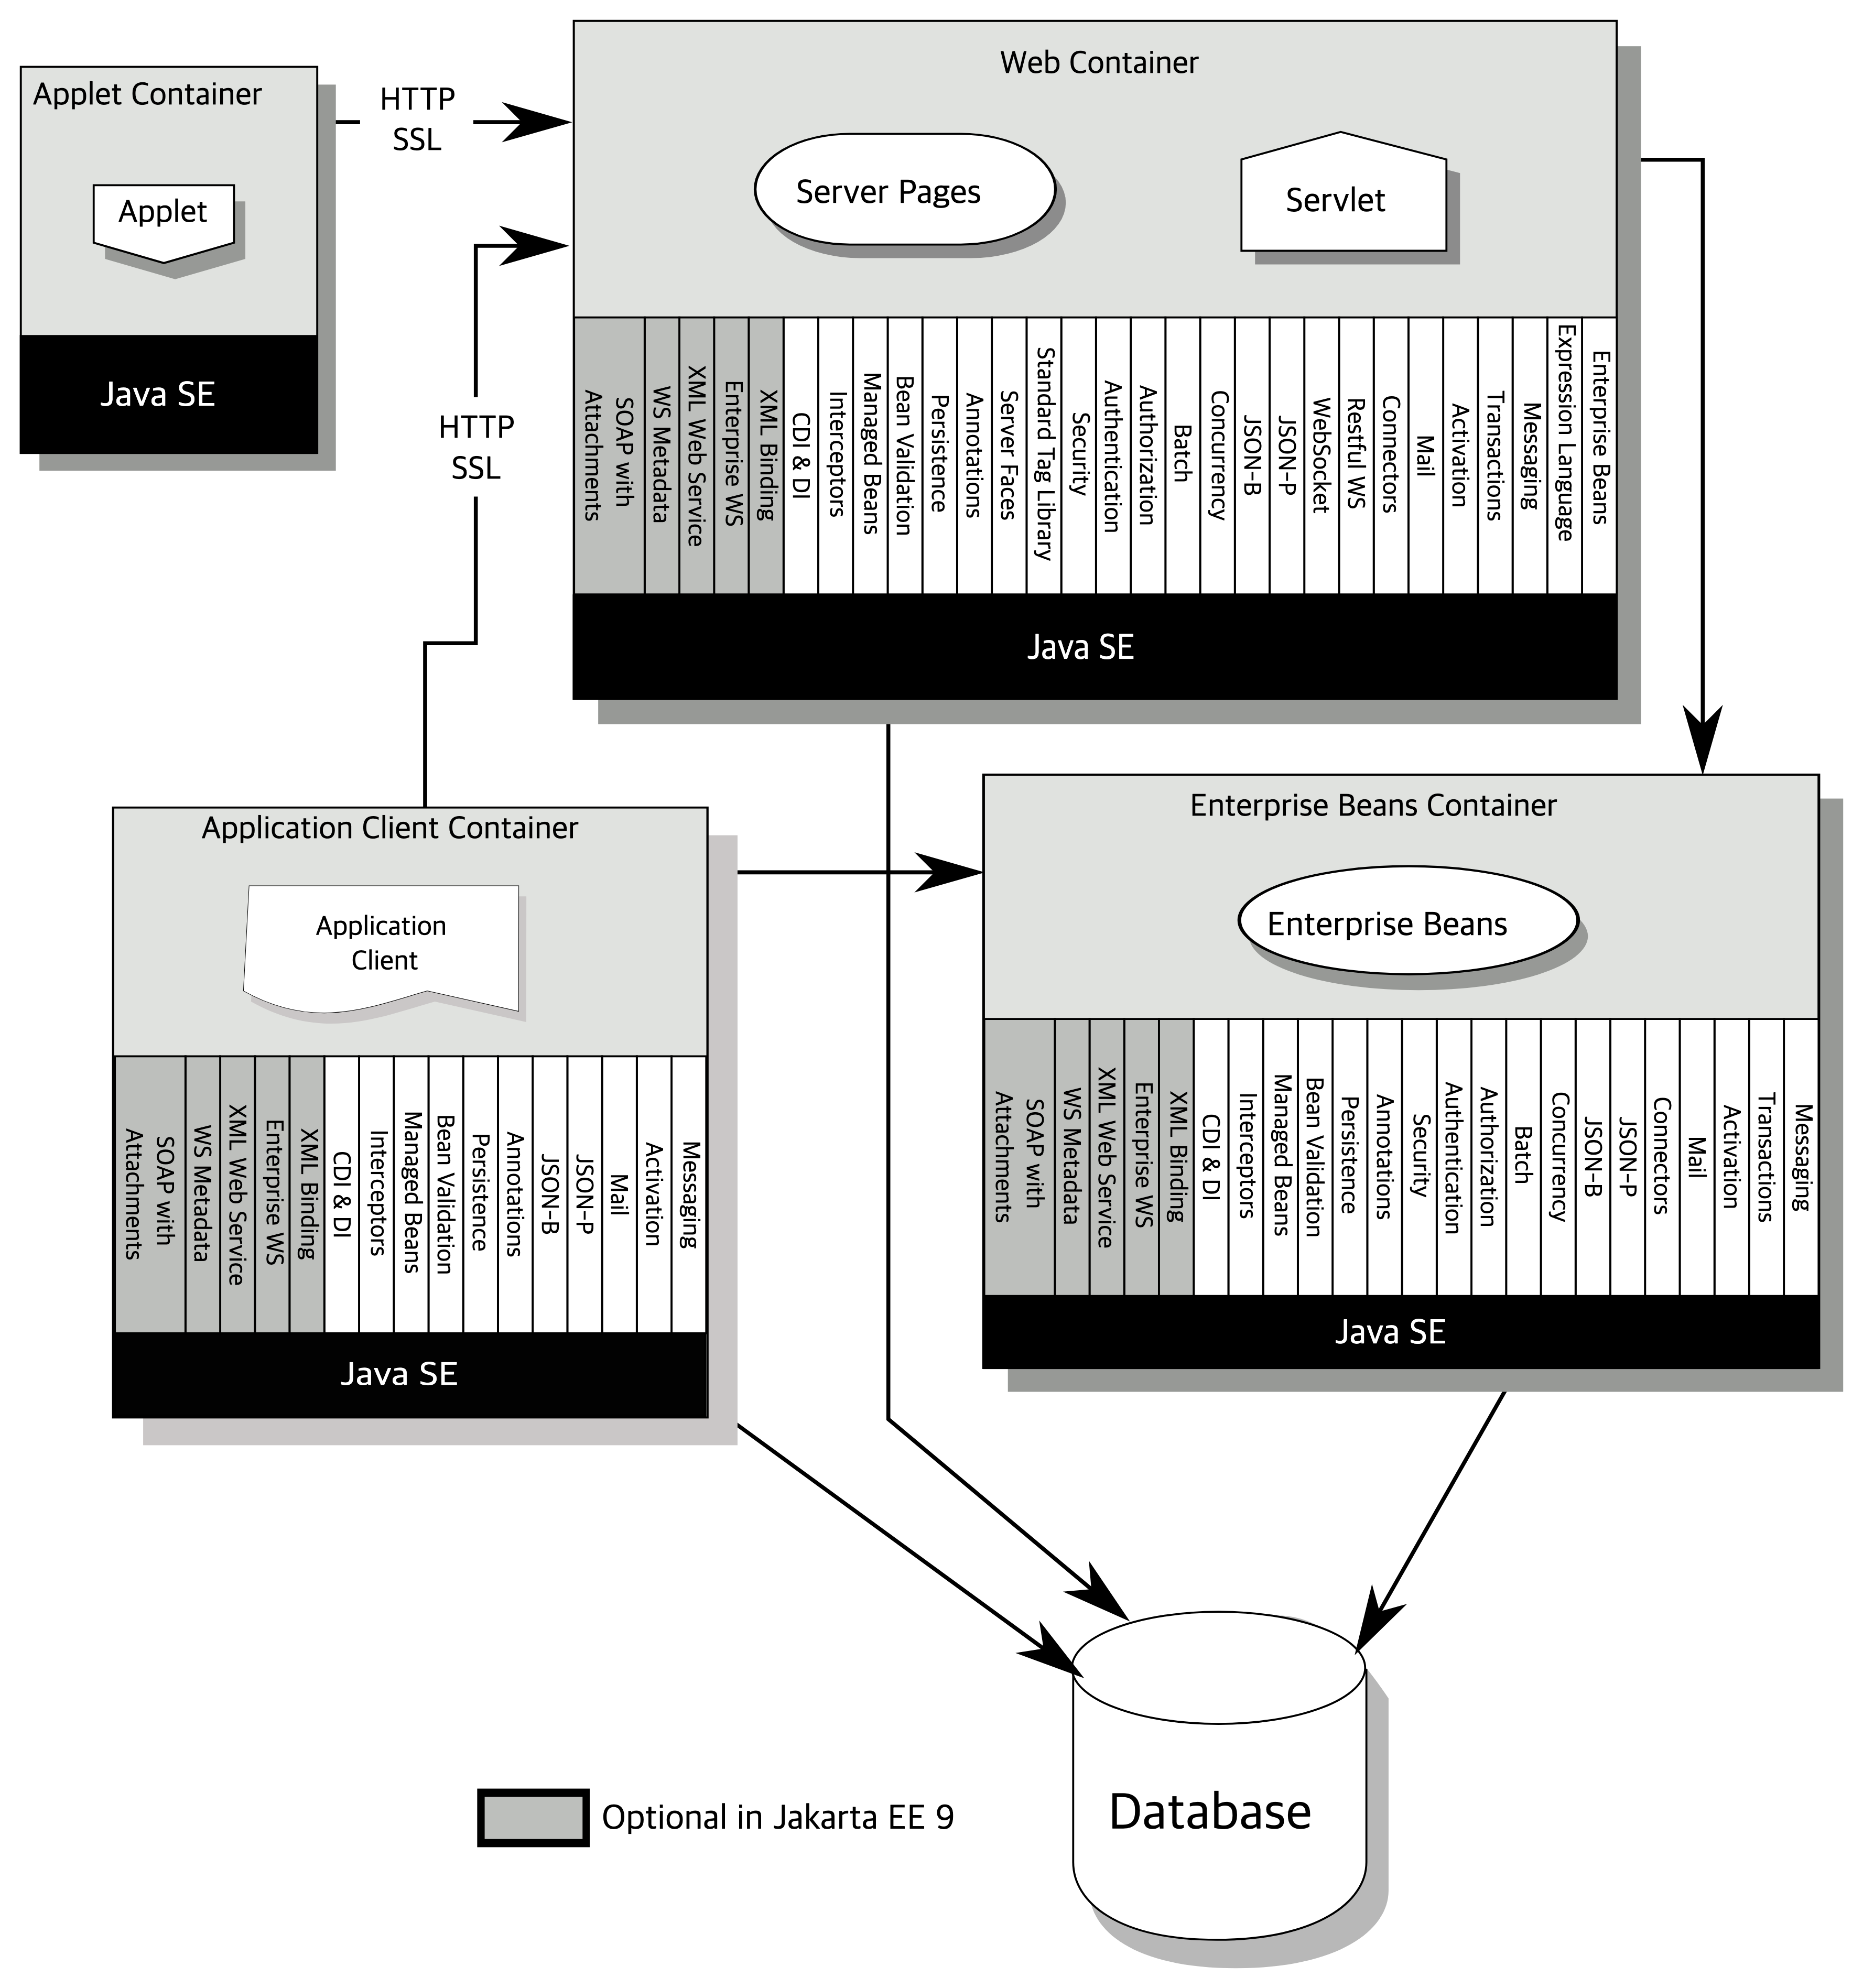 Web Container
Applet Container
HTTP
SSL
Applet
Server Pages
Servlet
Java SE
HTTP
SSL
SOAP with
Attachments
WS Metadata
XML Web Service
Enterprise WS
XML Binding
CDI & DI
Interceptors
Managed Beans
Bean Validation
Persistence
Annotations
Server Faces
Standard Tag Library
Security
Authentication
Authorization
Batch
Concurrency
JSON-B
JSON-P
WebSocket
Restful WS
Connectors
Mail
Activation
Transactions
Messaging
Expression Language
Enterprise Beans
Java SE
Application Client Container
Application
Client
SOAP with
Attachments
WS Metadata
XML Web Service
Enterprise WS
XML Binding
CDI & DI
Interceptors
Managed Beans
Bean Validation
Persistence
Annotations
JSON-B
JSON-P
Mail
Activation
Messaging
Java SE
Enterprise Beans Container
Enterprise Beans
SOAP with
Attachments
WS Metadata
XML Web Service
Enterprise WS
XML Binding
CDI & DI
Interceptors
Managed Beans
Bean Validation
Persistence
Annotations
Security
Authentication
Authorization
Batch
Concurrency
JSON-B
JSON-P
Connectors
Mail
Activation
Transactions
Messaging
Java SE
Optional in Jakarta EE 9
Database